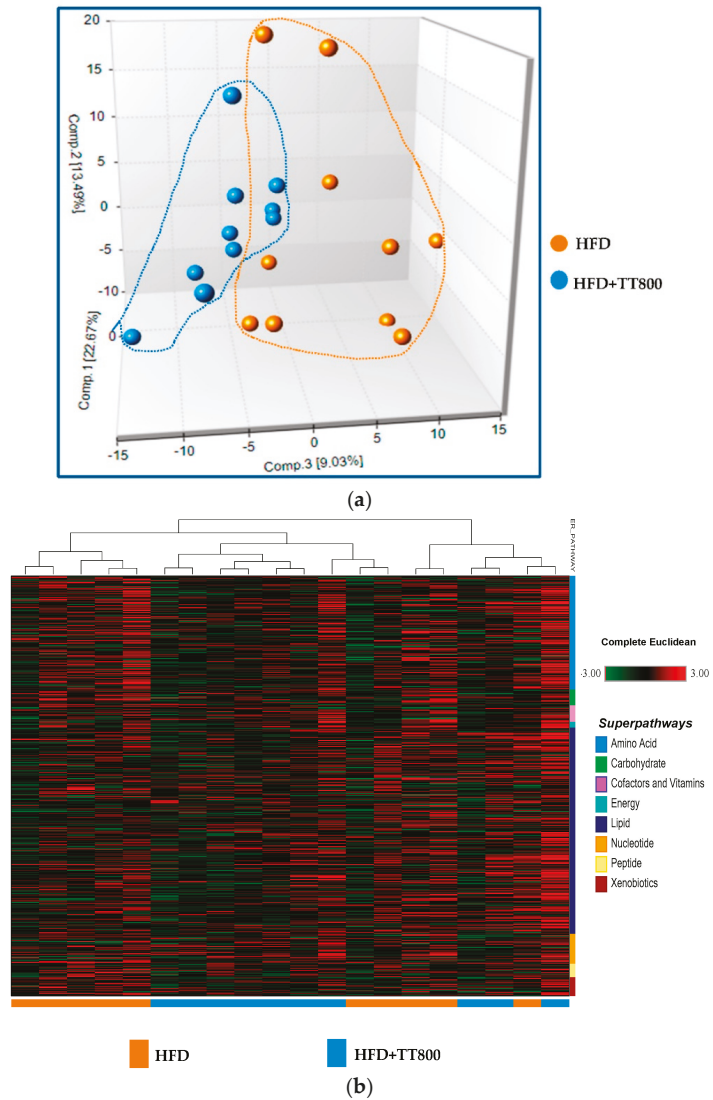 20
15
10
5
0
-5
-10
0
Comp.2 [13.49%]
Comp.1 [22.67%]
-15
-10
-5
0
5
10
15
Comp.3 [9.03%]
HFD
HFD+TT800
(a)
ER_PATHWAY
Complete Euclidean
-3.00 3.00
Superpathways
Amino Acid
Carbohydrate
Cofactors and Vitamins
Energy
Lipid
Nucleotide
Peptide
Xenobiotics
HFD HFD+TT800
(b)